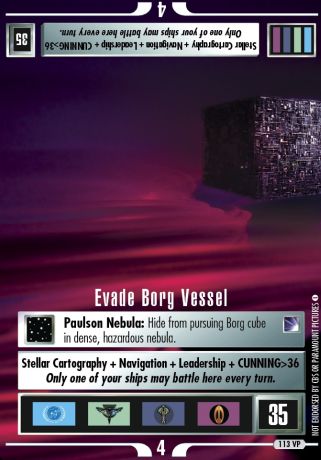 4
Stellar Cartography + Navigation + Leadership + CUNNING>36
Only one of your ships may battle here every turn.
35
Evade Borg Vessel
Paulson Nebula: Hide from pursuing Borg cube
in dense, hazardous nebula.
Stellar Cartography + Navigation + Leadership + CUNNING>36
Only one of your ships may battle here every turn.
35
4
113 VP
NOT ENDORSED BY CBS OR PARAMOUNT PICTURES